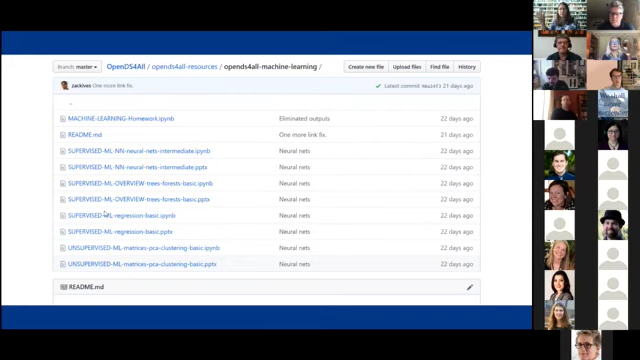 Branch: master
OpenDS4All / opends4all-resources / opends4all-machine-learning /
Create new file Upload files Find file History
zackives One more link fix.
Latest commit 21 days ago
..
MACHINE-LEARNING-Homework.ipynb Eliminated outputs 22 days ago
README.md One more link fix. 21 days ago
SUPERVISED-ML-NN-neural-nets-intermediate.ipynb Neural nets 22 days ago
SUPERVISED-ML-NN-neural-nets-intermediate.pptx Neural nets 22 days ago
SUPERVISED-ML-OVERVIEW-trees-forests-basic.ipynb Neural nets 22 days ago
SUPERVISED-ML-OVERVIEW-trees-forests-basic.pptx Neural nets 22 days ago
SUPERVISED-ML-regression-basic.ipynb Neural nets 22 days ago
SUPERVISED-ML-regression-basic.pptx Neural nets 22 days ago
UNSUPERVISED-ML-matrices-pca-clustering-basic.ipynb Neural nets 22 days ago
UNSUPERVISED-ML-matrices-pca-clustering-basic.pptx Neural nets 22 days ago
README.md
We shall
never
surrender